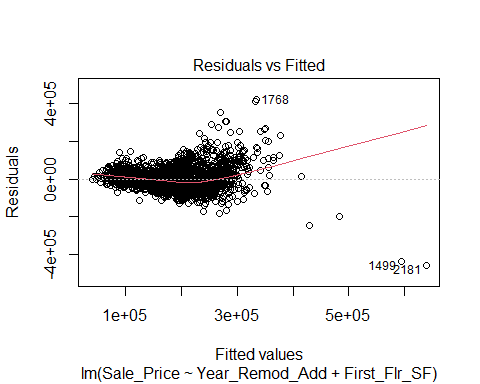 Residuals vs Fitted
Residuals
-4e+05 0e+00 4e+05
1768
1499
2181
1e+05 3e+05 5e+05
Fitted values
lm(Sale_Price ~ Year_Remod_Add + First_Flr_SF)